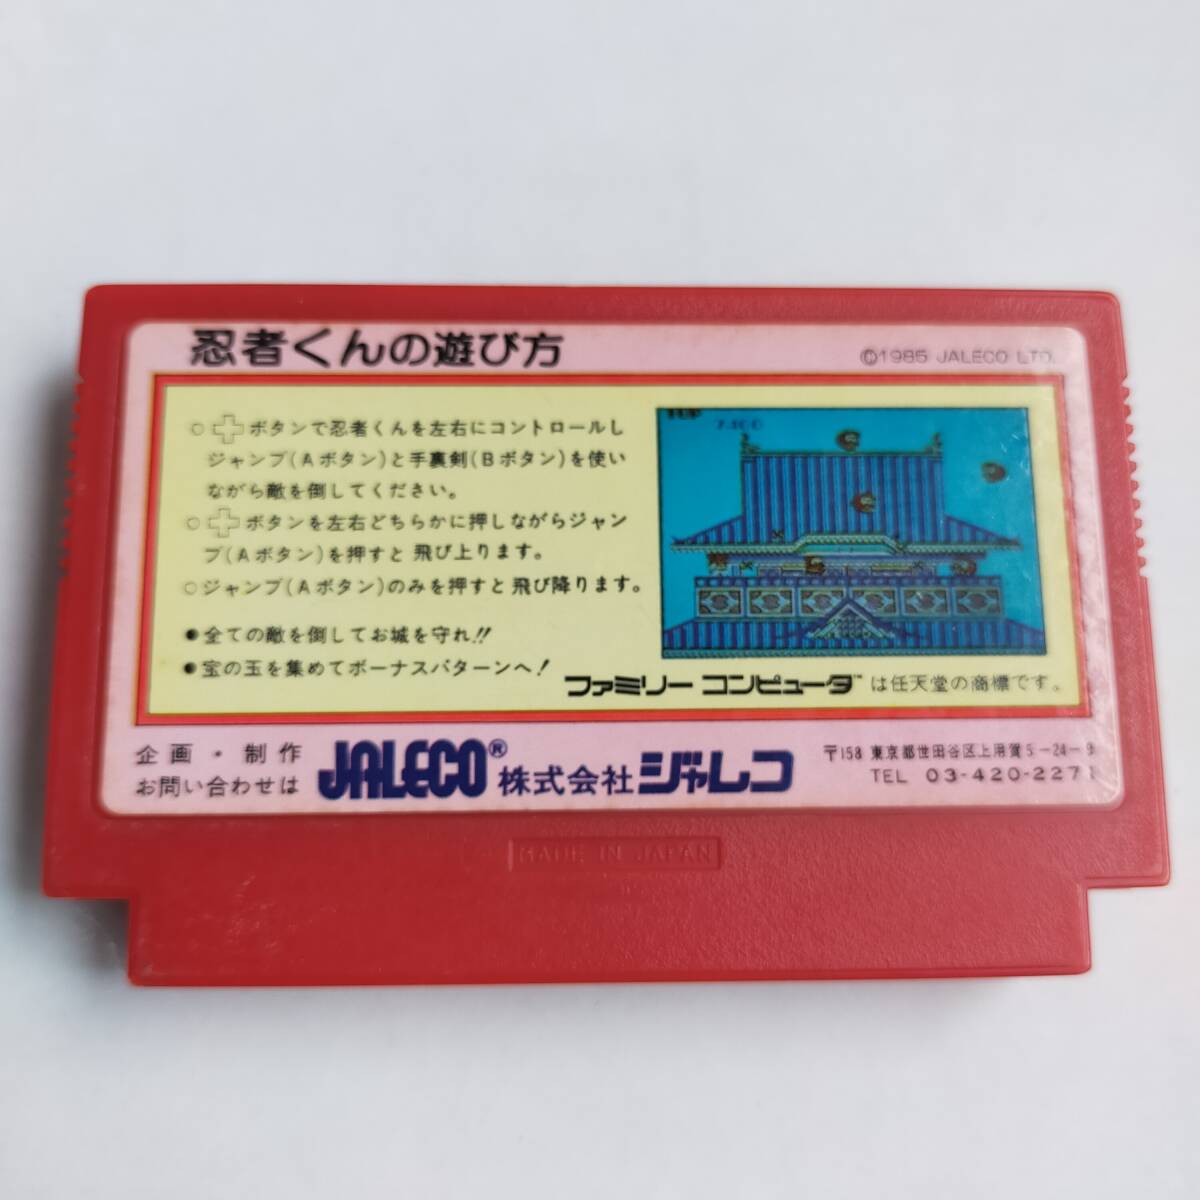 忍者くんの遊び方
©1985 JALECO LTD.
○ボタンで忍者くんを左右にコントロールし
ジャンプ(Aボタン)と手裏剣(Bボタン)を使い
ながら敵を倒してください。
○ボタンを左右どちらかに押しながらジャン
プ(Aボタン)を押すと飛び上ります。
○ジャンプ(Aボタン)のみを押すと飛び降ります。
●全ての敵を倒してお城を守れ!!
●宝の玉を集めてボーナスパターンへ!
7,100
ファミリー コンピュータ™は任天堂の商標です。
企画・制作
お問い合わせは
JALECO® 株式会社ジャレコ
〒158 東京都世田谷区上用賀5-24-9
TEL 03-420-2271
MADE IN JAPAN